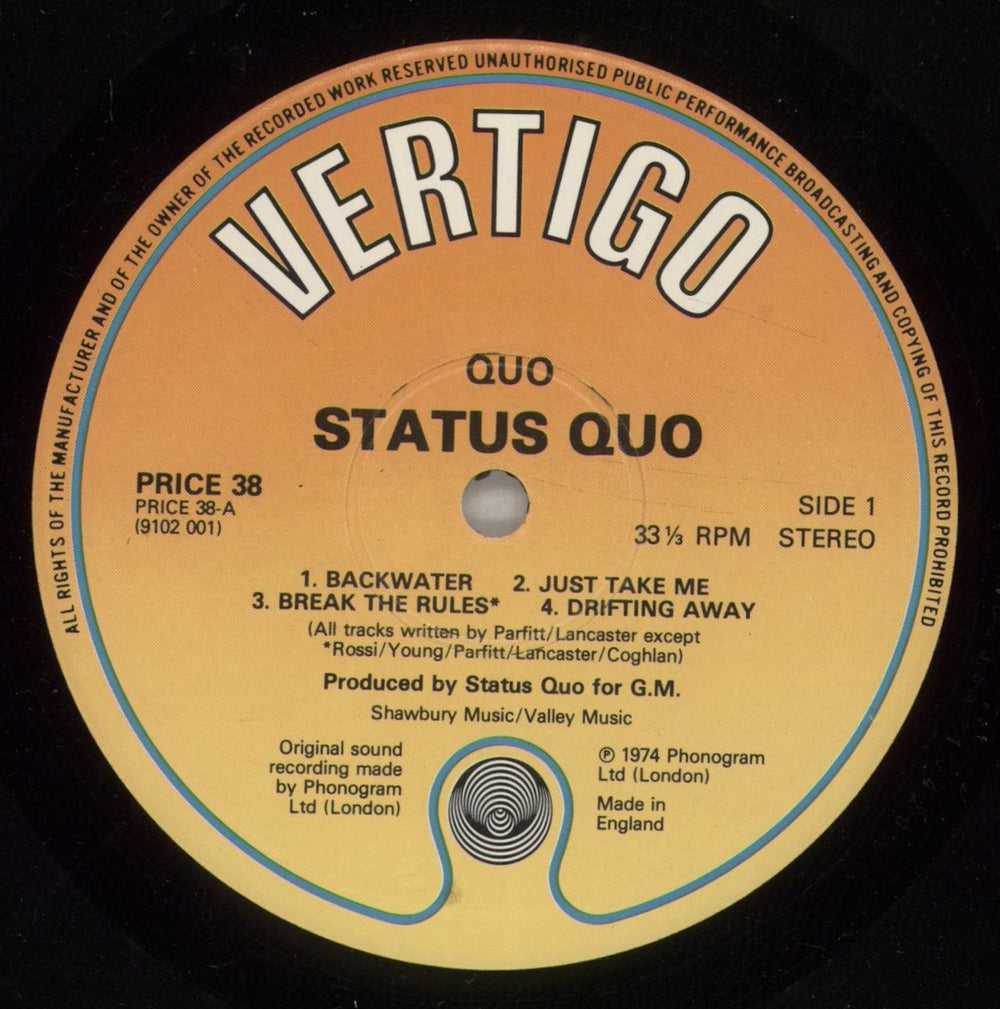 ALL RIGHTS OF THE MANUFACTURER AND OF THE OWNER OF THE RECORDED WORK RESERVED UNAUTHORISED PUBLIC PERFORMANCE BROADCASTING AND COPYING OF THIS RECORD PROHIBITED
VERTIGO
QUO
STATUS QUO
PRICE 38
PRICE 38-A
(9102 001)
SIDE 1
33⅓ RPM STEREO
1. BACKWATER 2. JUST TAKE ME
3. BREAK THE RULES* 4. DRIFTING AWAY
(All tracks written by Parfitt/Lancaster except
*Rossi/Young/Parfitt/Lancaster/Coghlan)
Produced by Status Quo for G.M.
Shawbury Music/Valley Music
Original sound
recording made
by Phonogram
Ltd (London)
℗ 1974 Phonogram
Ltd (London)
Made in
England